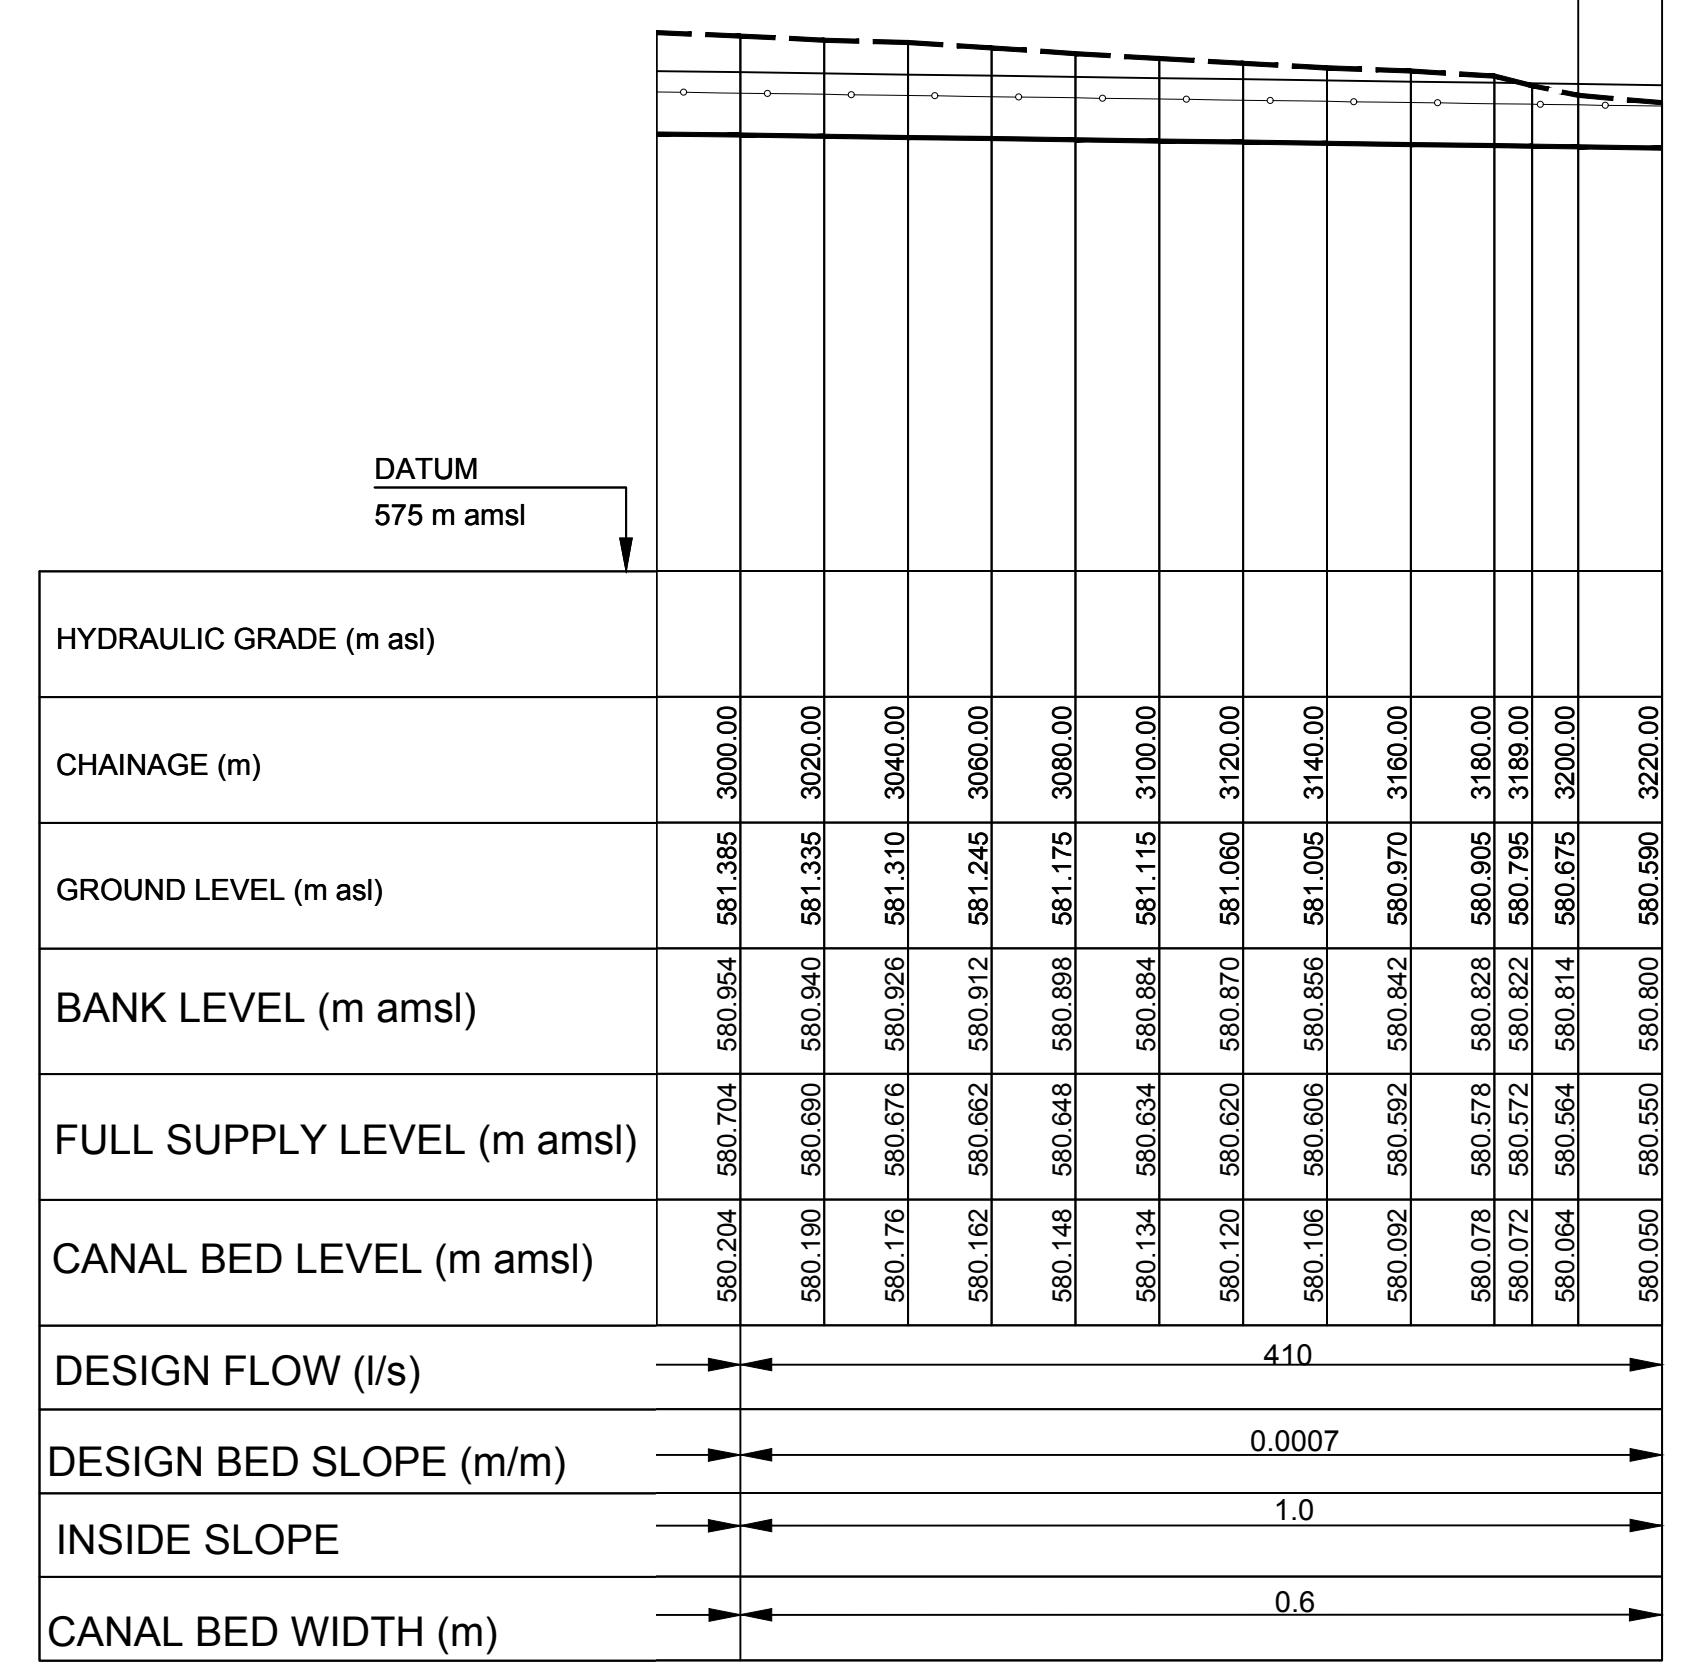 DATUM
575 m amsl
HYDRAULIC GRADE (m asl)
CHAINAGE (m)
3000.00 3020.00 3040.00 3060.00 3080.00 3100.00 3120.00 3140.00 3160.00 3180.00 3189.00 3200.00 3220.00
GROUND LEVEL (m asl)
581.385 581.335 581.310 581.245 581.175 581.115 581.060 581.005 580.970 580.905 580.795 580.675 580.590
BANK LEVEL (m amsl)
580.954 580.940 580.926 580.912 580.898 580.884 580.870 580.856 580.842 580.828 580.822 580.814 580.800
FULL SUPPLY LEVEL (m amsl)
580.704 580.690 580.676 580.662 580.648 580.634 580.620 580.606 580.592 580.578 580.572 580.564 580.550
CANAL BED LEVEL (m amsl)
580.204 580.190 580.176 580.162 580.148 580.134 580.120 580.106 580.092 580.078 580.072 580.064 580.050
DESIGN FLOW (l/s)
410
DESIGN BED SLOPE (m/m)
0.0007
INSIDE SLOPE
1.0
CANAL BED WIDTH (m)
0.6